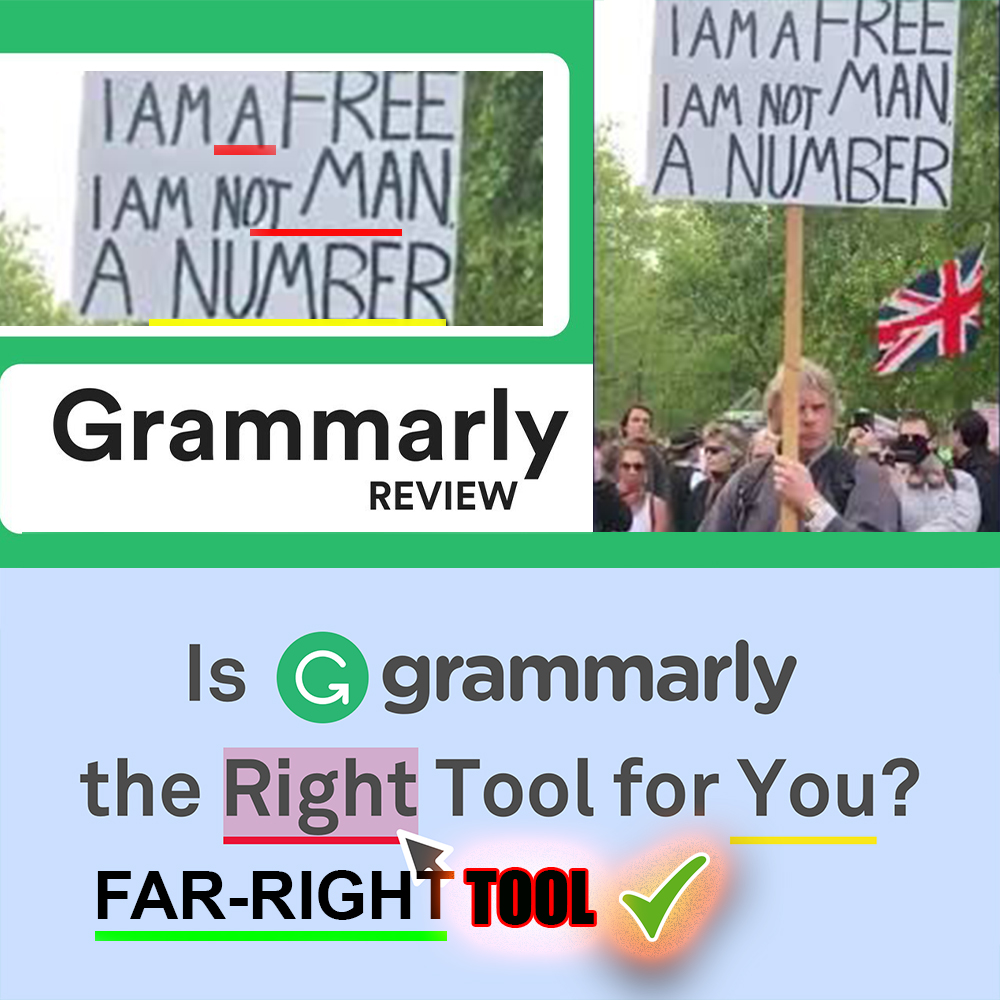 I AM A FREE
I AM NOT MAN.
A NUMBER
I AM A FREE
I AM NOT MAN.
A NUMBER
Grammarly
REVIEW
Is G grammarly
the Right Tool for You?
FAR-RIGHT TOOL